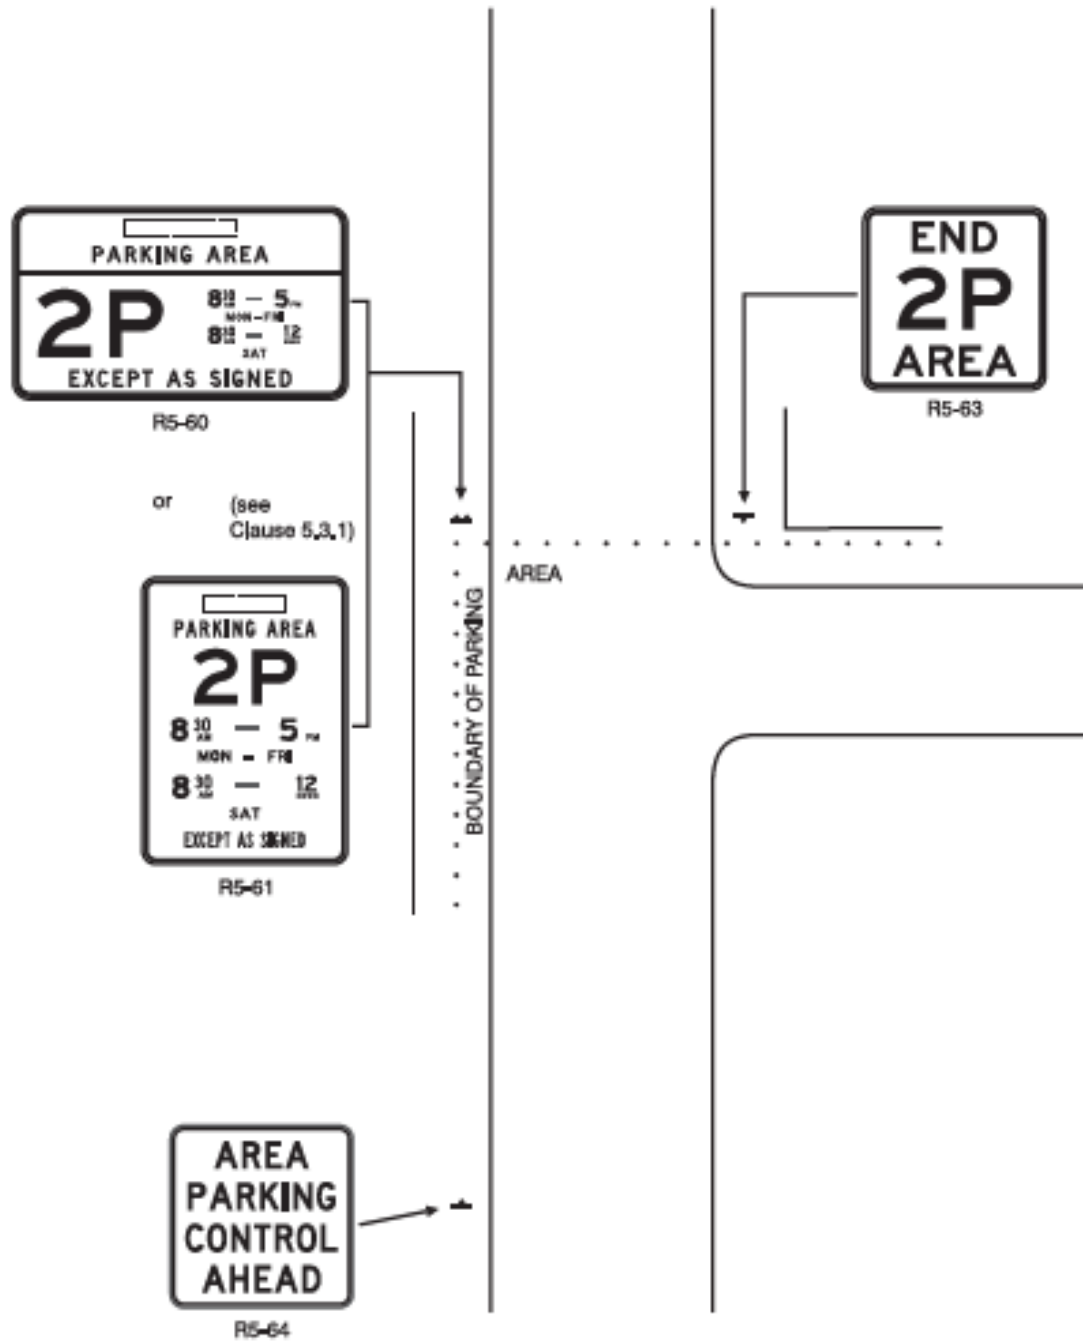 PARKING AREA
2P
8 30 AM – 5 PM
MON-FRI
8 30 AM – 12
SAT
EXCEPT AS SIGNED
R5-60
END
2P
AREA
R5-63
or
(see
Clause 5.3.1)
AREA
BOUNDARY OF PARKING
PARKING AREA
2P
8 30 AM — 5 PM
MON – FRI
8 30 AM — 12
SAT
EXCEPT AS SIGNED
R5-61
AREA
PARKING
CONTROL
AHEAD
R5-64